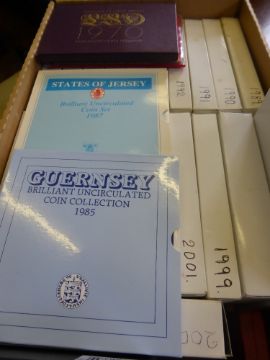 1970
STATES OF JERSEY
Brilliant Uncirculated
Coin Set
1987
GUERNSEY
BRILLIANT UNCIRCULATED
COIN COLLECTION
1985
1992
1991
1990
1989
2001.
1999.